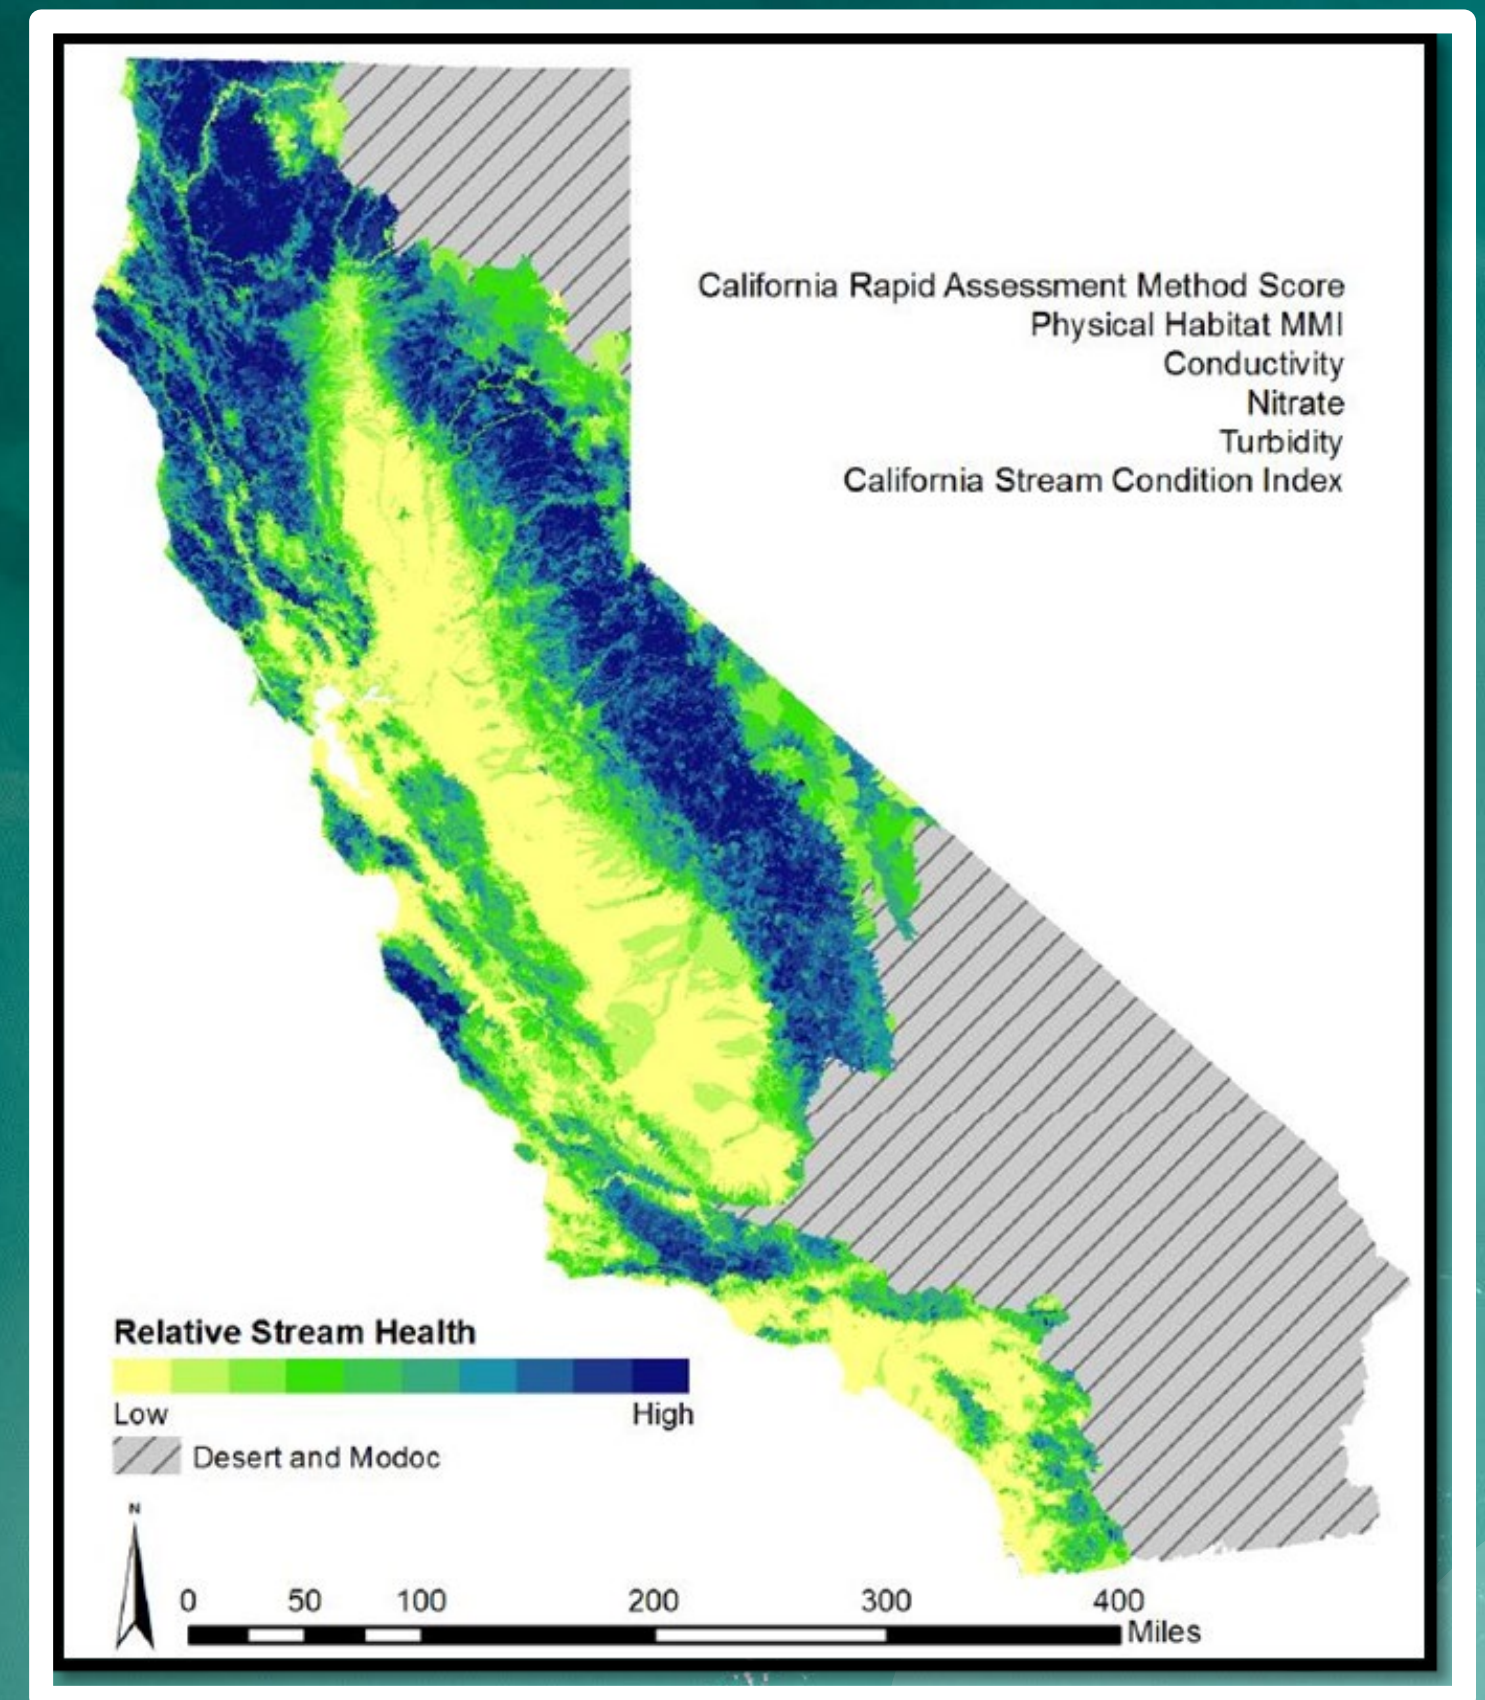 California Rapid Assessment Method Score
Physical Habitat MMI
Conductivity
Nitrate
Turbidity
California Stream Condition Index
Relative Stream Health
Low High
Desert and Modoc
N
0 50 100 200 300 400
Miles